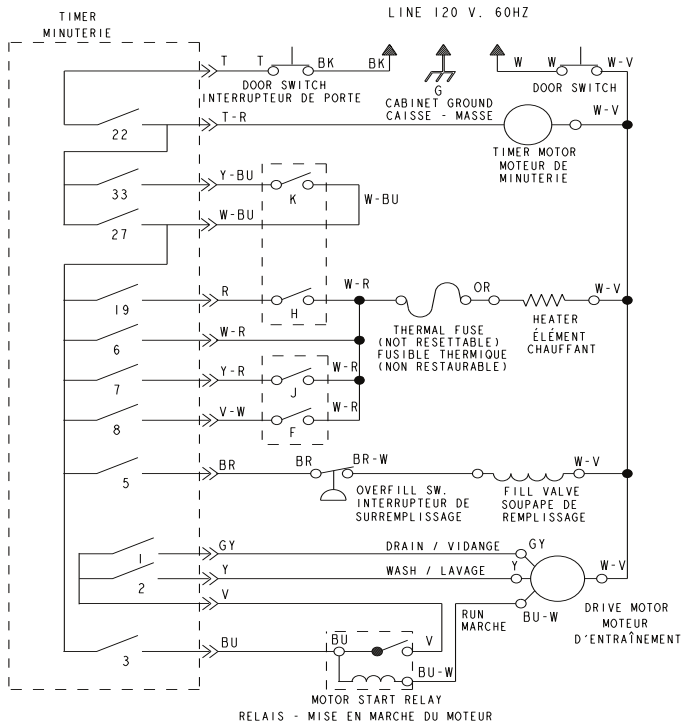 TIMER
MINUTERIE
LINE 120 V. 60HZ
T T BK BK W W W-V
DOOR SWITCH
INTERRUPTEUR DE PORTE
G
CABINET GROUND
CAISSE - MASSE
DOOR SWITCH
22
T-R
W-V
TIMER MOTOR
MOTEUR DE
MINUTERIE
33
Y-BU
K
W-BU
27
W-BU
19
R
H
W-R
OR
W-V
THERMAL FUSE
(NOT RESETTABLE)
FUSIBLE THERMIQUE
(NON RESTAURABLE)
HEATER
ÉLÉMENT
CHAUFFANT
6
W-R
7
Y-R
J
W-R
8
V-W
F
W-R
5
BR
BR
BR-W
W-V
OVERFILL SW.
INTERRUPTEUR DE
SURREMPLISSAGE
FILL VALVE
SOUPAPE DE
REMPLISSAGE
1
GY
DRAIN / VIDANGE
GY
2
Y
WASH / LAVAGE
Y
W-V
V
RUN
MARCHE
BU-W
DRIVE MOTOR
MOTEUR
D'ENTRAÎNEMENT
3
BU
BU
V
BU-W
MOTOR START RELAY
RELAIS - MISE EN MARCHE DU MOTEUR